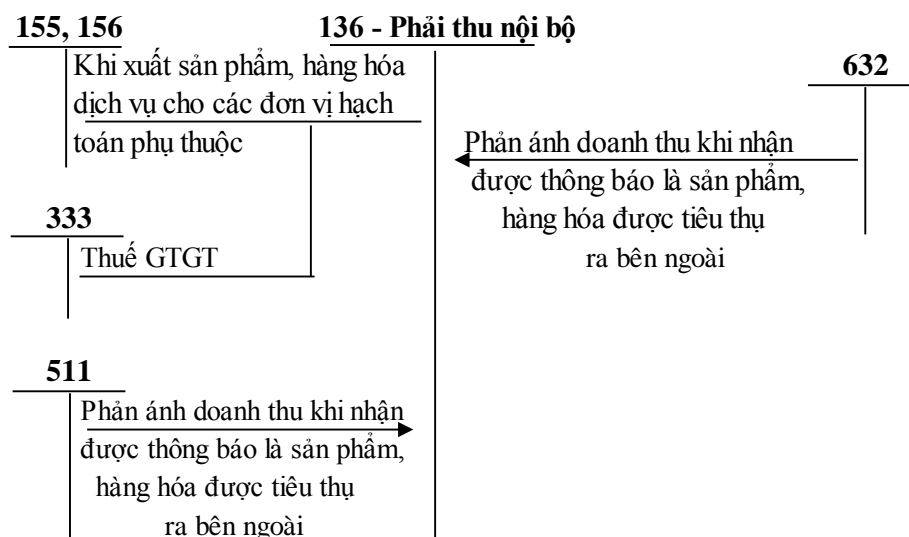 155, 156
136 - Phải thu nội bộ
Khi xuất sản phẩm, hàng hóa
dịch vụ cho các đơn vị hạch
toán phụ thuộc
632
Phản ánh doanh thu khi nhận
được thông báo là sản phẩm,
hàng hóa được tiêu thụ
ra bên ngoài
333
Thuế GTGT
511
Phản ánh doanh thu khi nhận
được thông báo là sản phẩm,
hàng hóa được tiêu thụ
ra bên ngoài